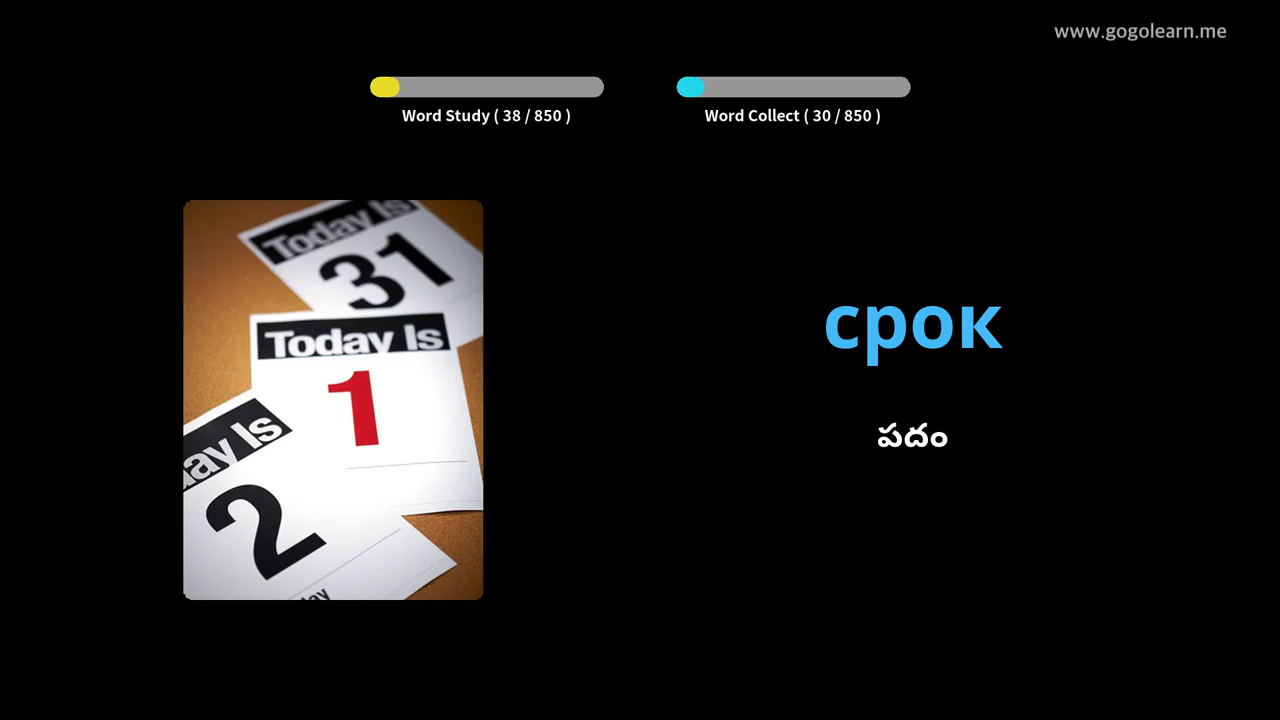 www.gogolearn.me
Word Study ( 38 / 850 )
Word Collect ( 30 / 850 )
Today Is
31
Today Is
1
ay Is
2
ay
срок
పదం